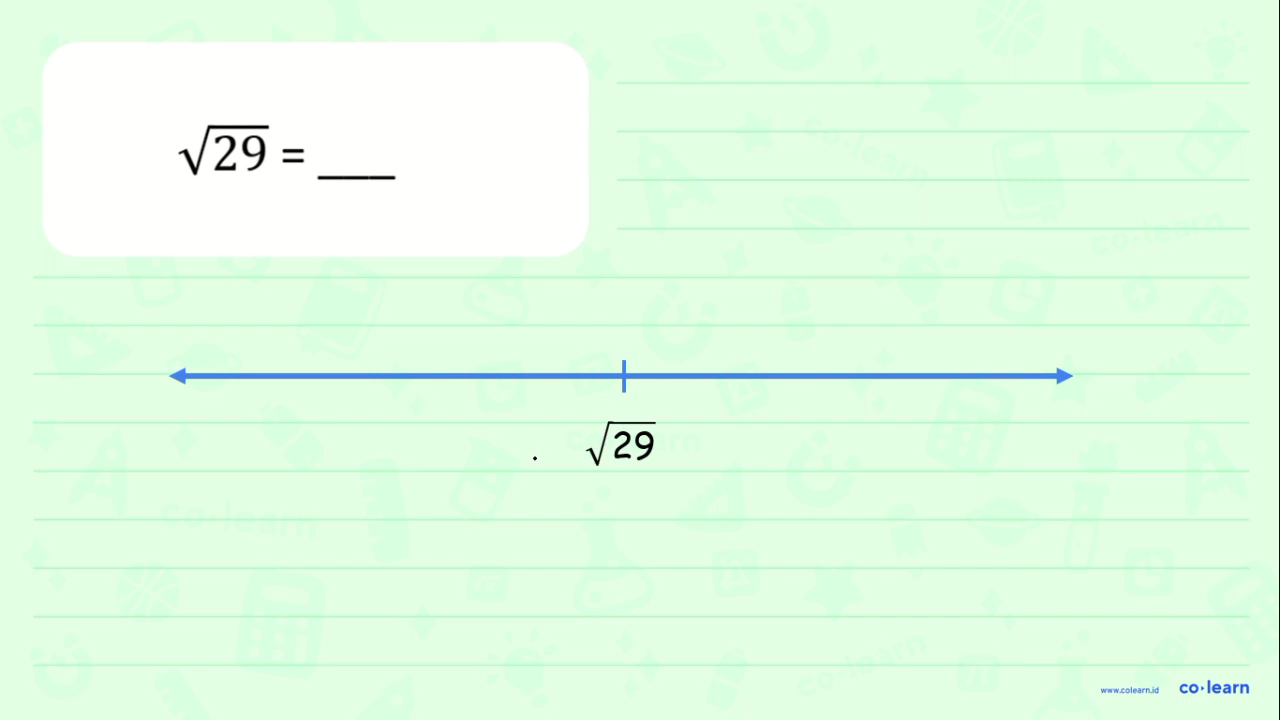 √29 = ___
√29
.
www.colearn.id
co·learn